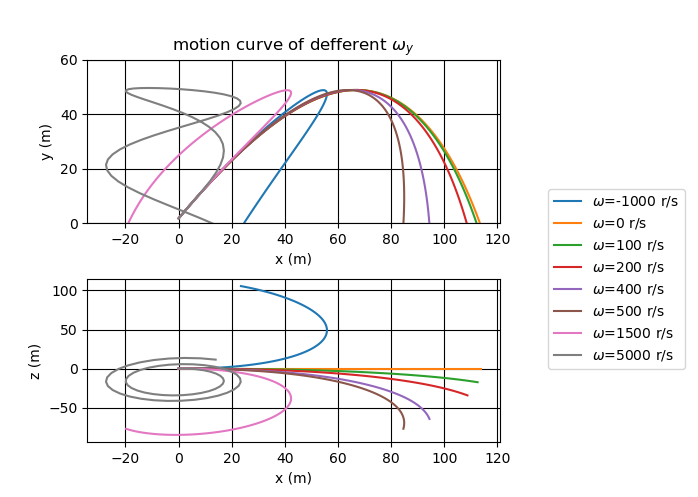 motion curve of defferent ω_y
60
40
20
0
y (m)
−20 0 20 40 60 80 100 120
x (m)
100
50
0
−50
z (m)
−20 0 20 40 60 80 100 120
x (m)
ω=-1000 r/s
ω=0 r/s
ω=100 r/s
ω=200 r/s
ω=400 r/s
ω=500 r/s
ω=1500 r/s
ω=5000 r/s